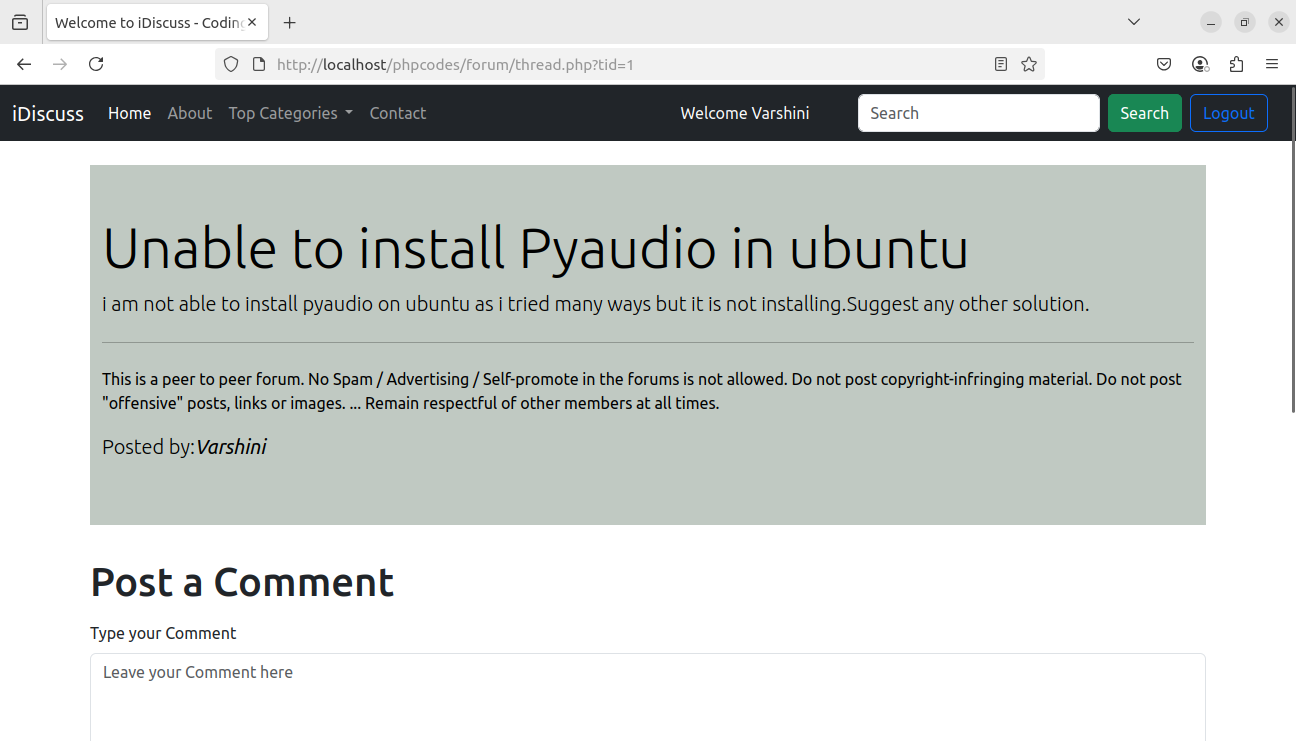 Welcome to iDiscuss - Coding
http://localhost/phpcodes/forum/thread.php?tid=1
iDiscuss Home About Top Categories Contact Welcome Varshini Search Search Logout
Unable to install Pyaudio in ubuntu
i am not able to install pyaudio on ubuntu as i tried many ways but it is not installing.Suggest any other solution.
This is a peer to peer forum. No Spam / Advertising / Self-promote in the forums is not allowed. Do not post copyright-infringing material. Do not post
"offensive" posts, links or images. ... Remain respectful of other members at all times.
Posted by:Varshini
Post a Comment
Type your Comment
Leave your Comment here